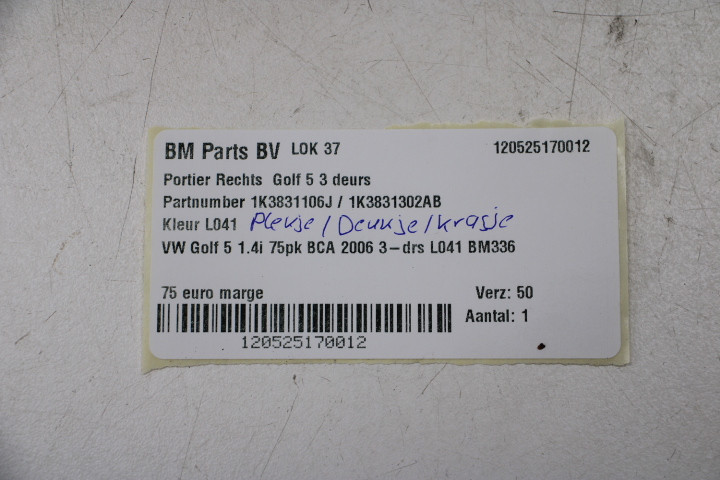 BM Parts BV LOK 37 120525170012
Portier Rechts Golf 5 3 deurs
Partnumber 1K3831106J / 1K3831302AB
Kleur L041 Plekje/Deukje/krasje
VW Golf 5 1.4i 75pk BCA 2006 3-drs L041 BM336
75 euro marge Verz: 50
Aantal: 1
120525170012